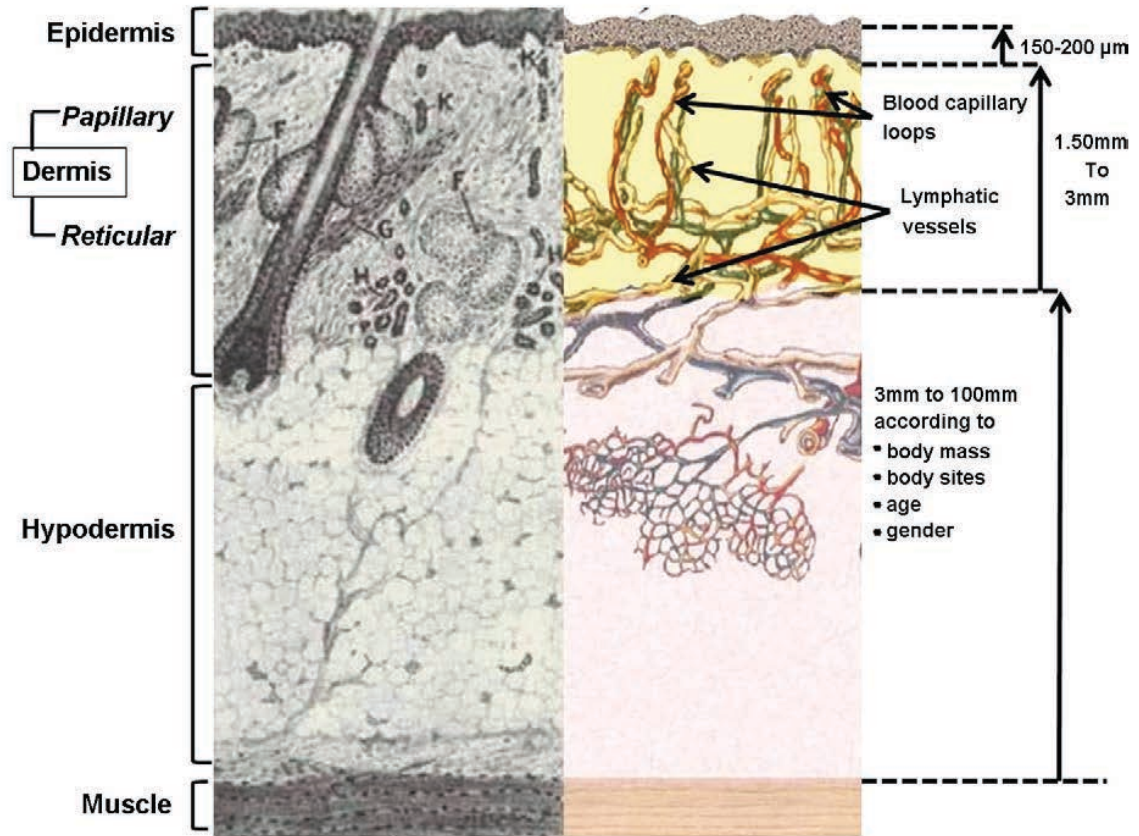 Epidermis
Papillary
Dermis
Reticular
Hypodermis
Muscle
K
K
F
F
G
H
H
Blood capillary
loops
Lymphatic
vessels
150-200 µm
1.50mm
To
3mm
3mm to 100mm
according to
▪ body mass
▪ body sites
▪ age
▪ gender